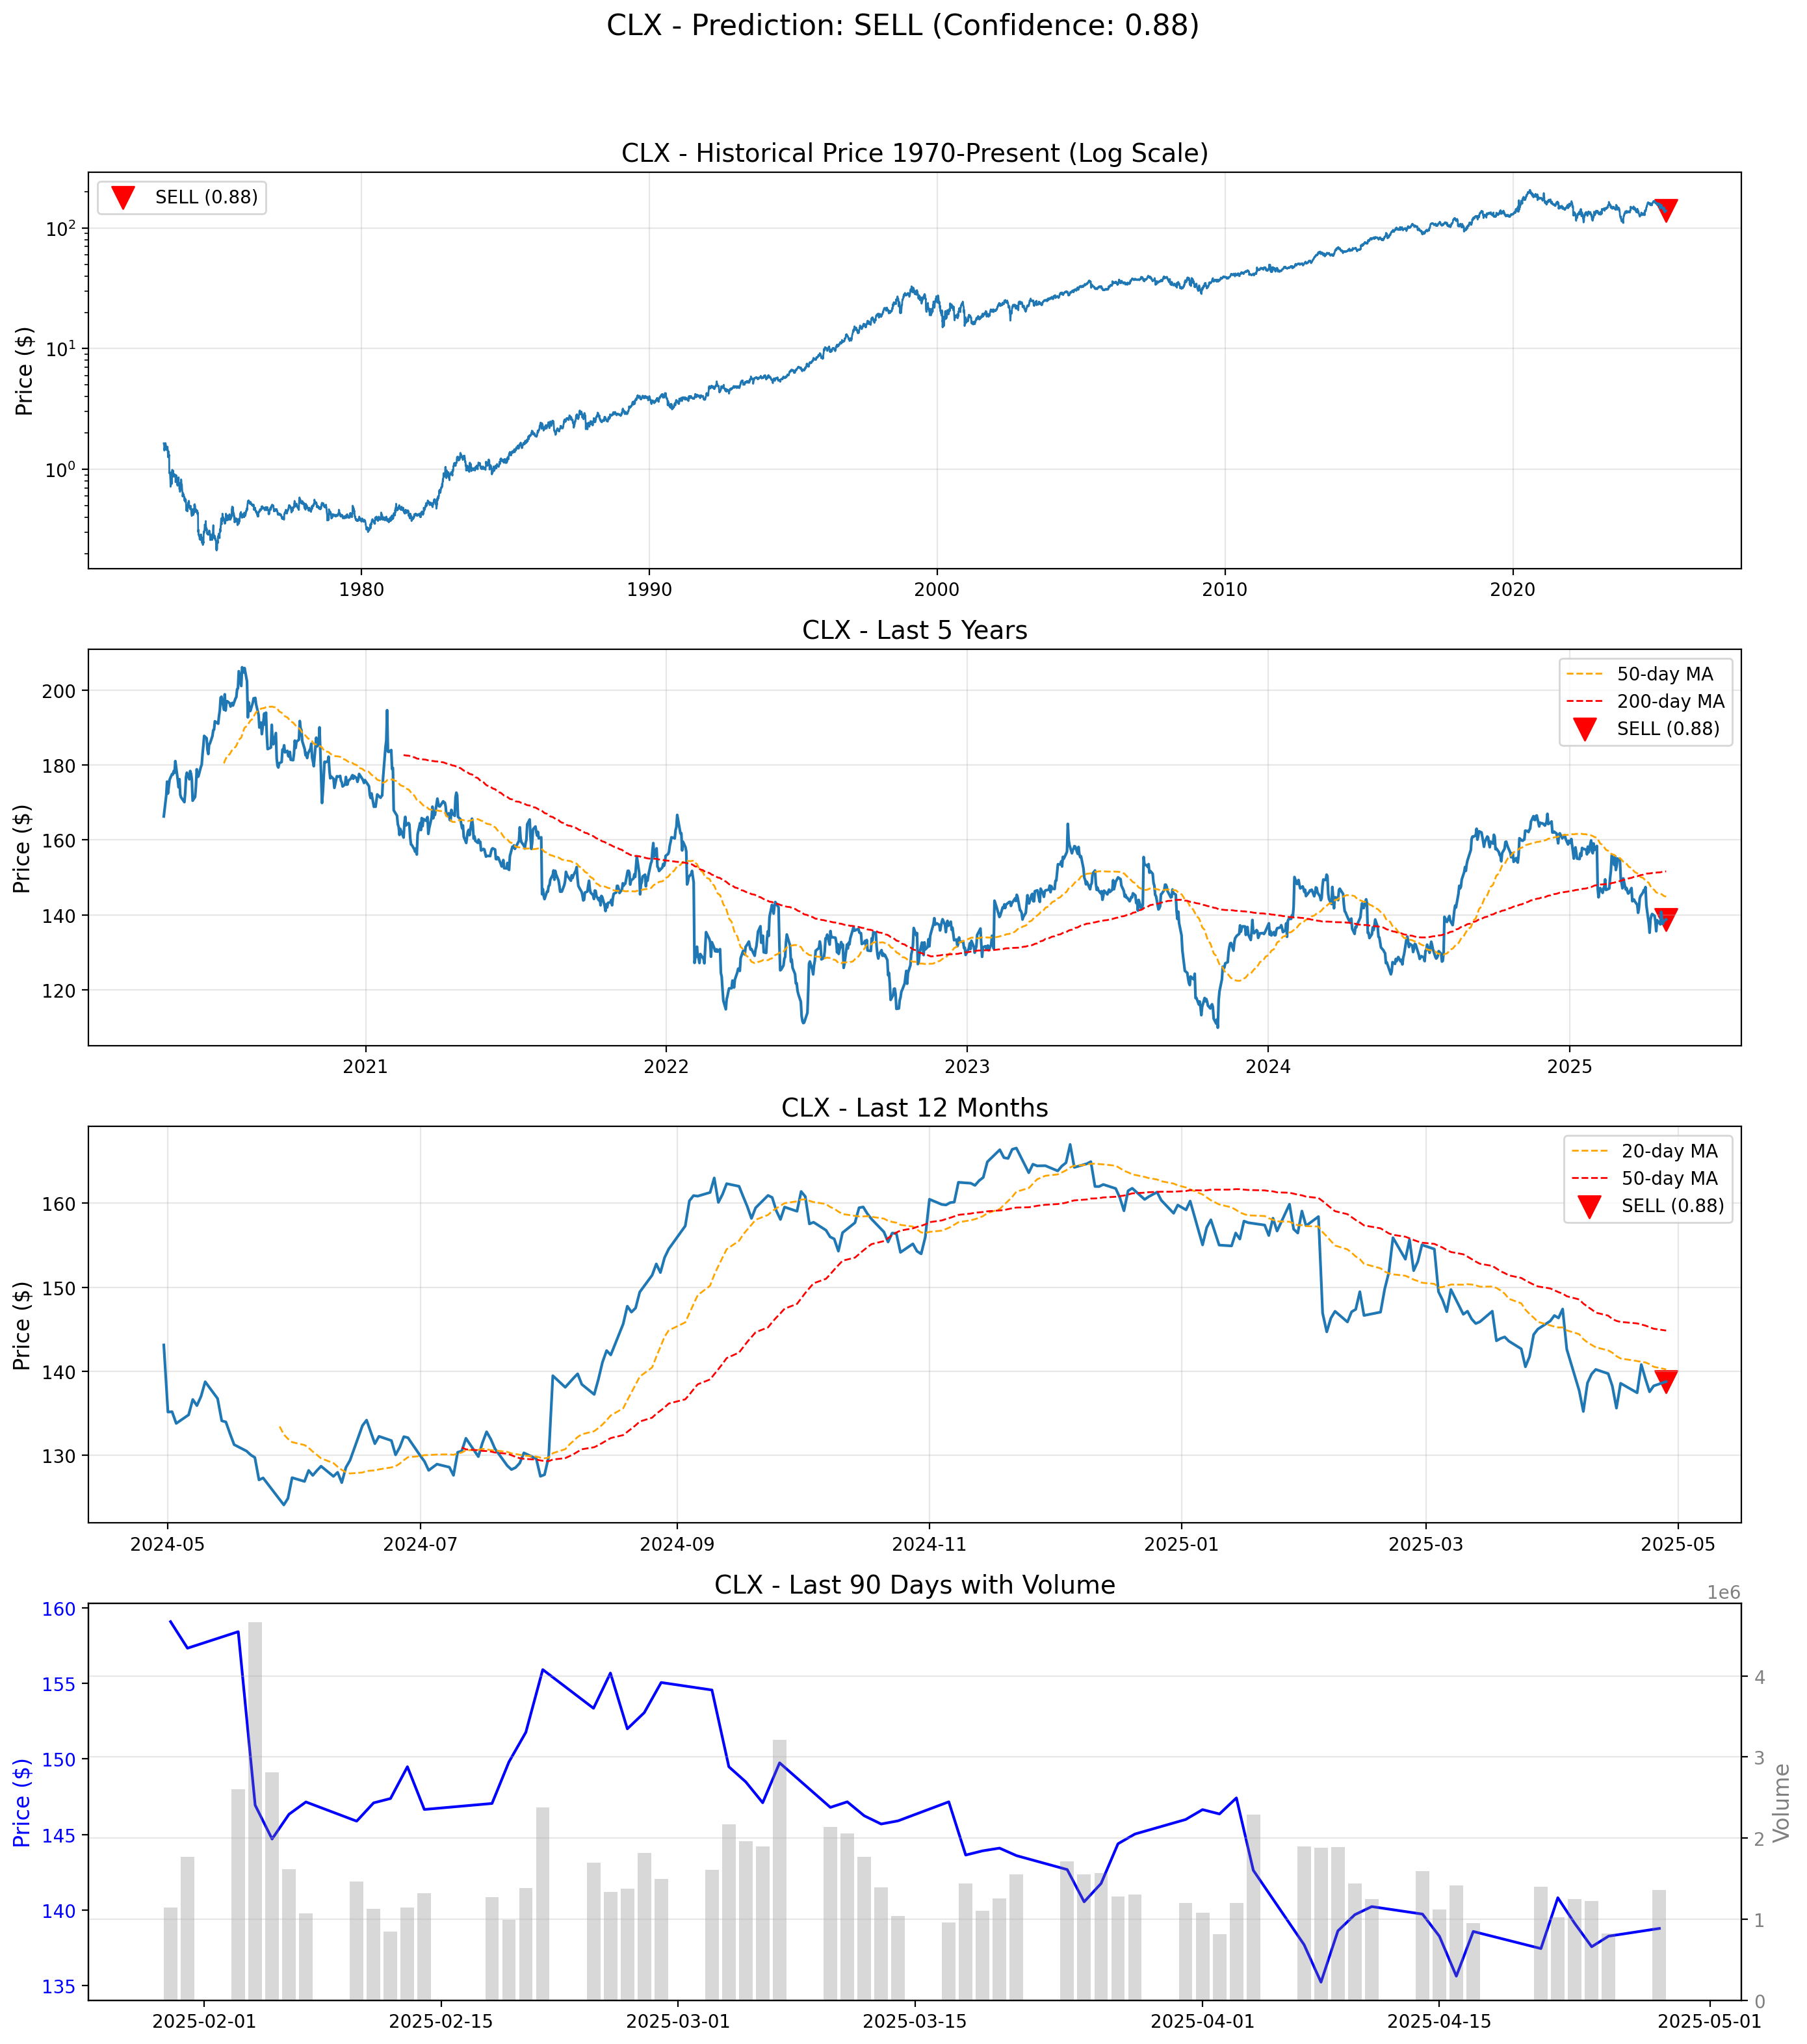 CLX - Prediction: SELL (Confidence: 0.88)
CLX - Historical Price 1970-Present (Log Scale)
SELL (0.88)
Price ($)
10²
10¹
10⁰
1980 1990 2000 2010 2020
CLX - Last 5 Years
50-day MA
200-day MA
SELL (0.88)
Price ($)
200
180
160
140
120
2021 2022 2023 2024 2025
CLX - Last 12 Months
20-day MA
50-day MA
SELL (0.88)
Price ($)
160
150
140
130
2024-05 2024-07 2024-09 2024-11 2025-01 2025-03 2025-05
CLX - Last 90 Days with Volume
1e6
Price ($)
160
155
150
145
140
135
4
3
2
1
0
Volume
2025-02-01 2025-02-15 2025-03-01 2025-03-15 2025-04-01 2025-04-15 2025-05-01